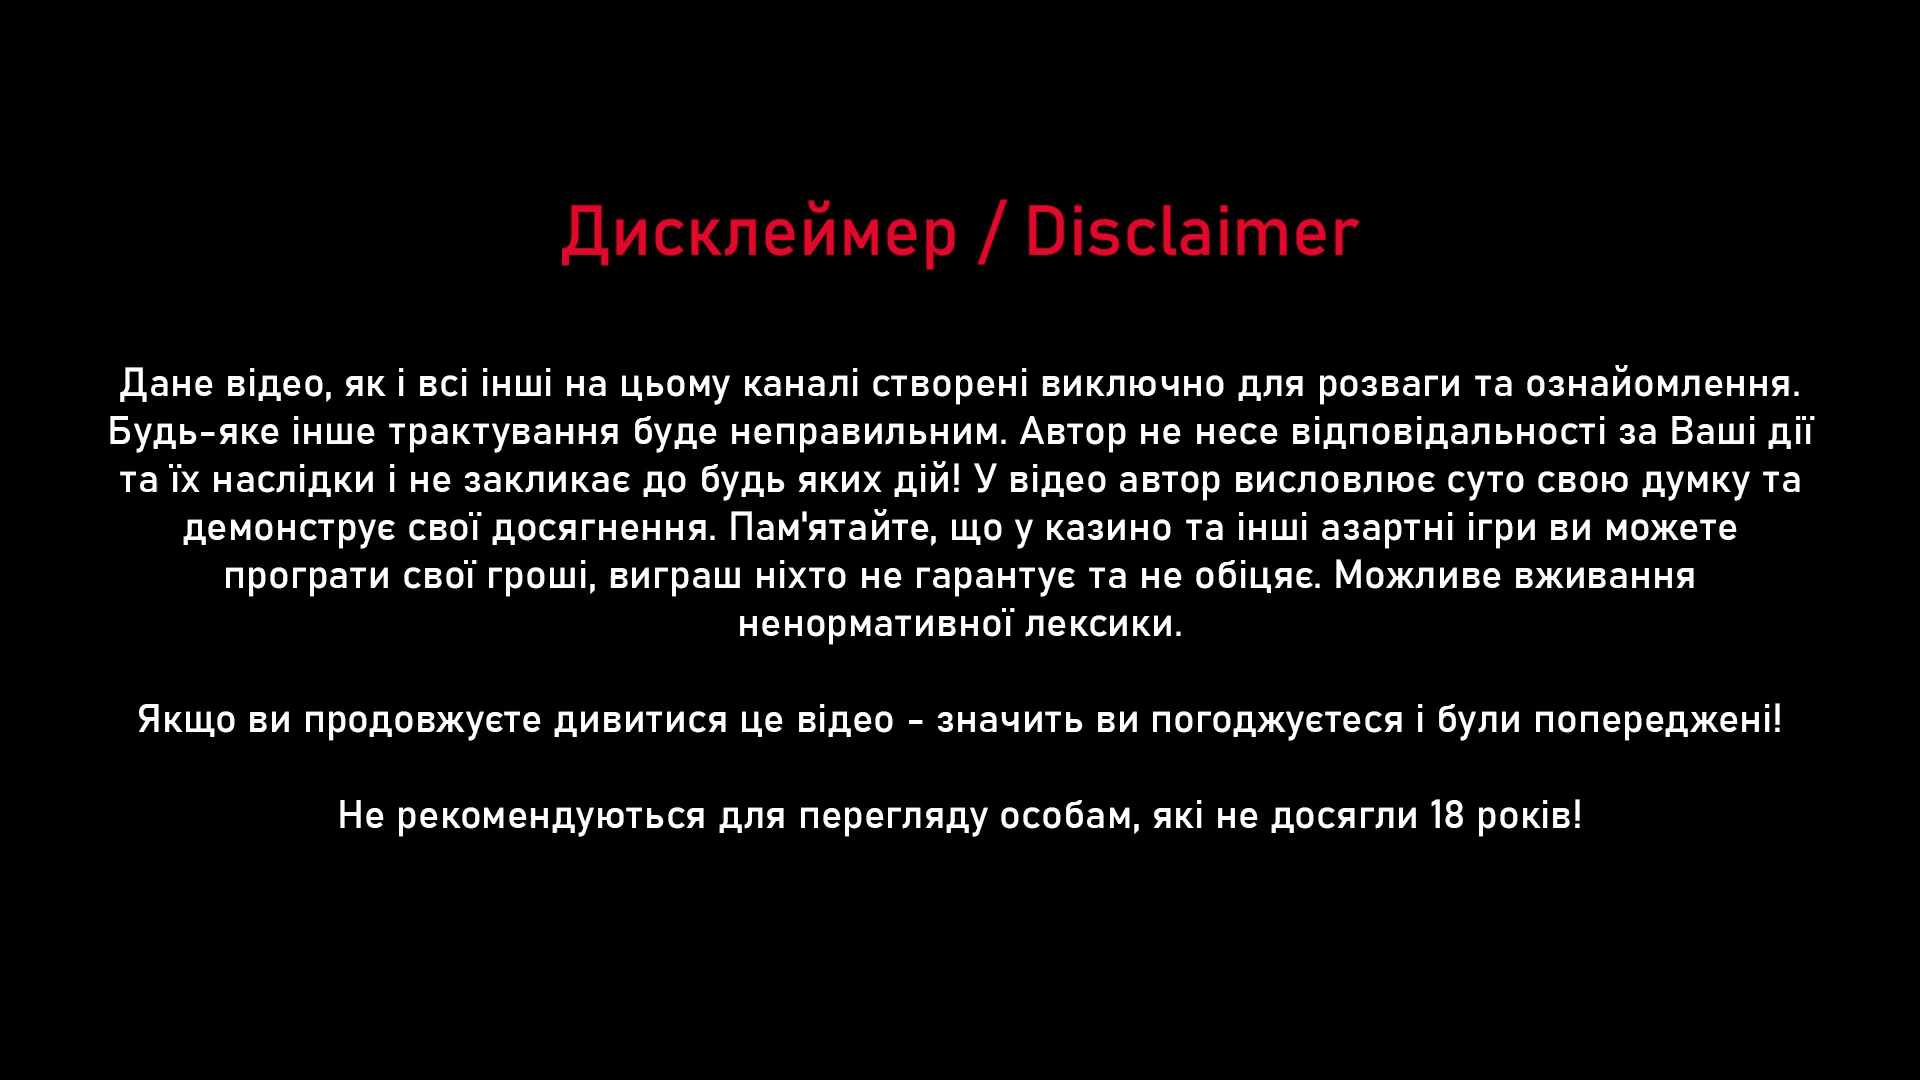 Дисклеймер / Disclaimer
Дане відео, як і всі інші на цьому каналі створені виключно для розваги та ознайомлення.
Будь-яке інше трактування буде неправильним. Автор не несе відповідальності за Ваші дії
та їх наслідки і не закликає до будь яких дій! У відео автор висловлює суто свою думку та
демонструє свої досягнення. Пам'ятайте, що у казино та інші азартні ігри ви можете
програти свої гроші, виграш ніхто не гарантує та не обіцяє. Можливе вживання
ненормативної лексики.
Якщо ви продовжуєте дивитися це відео - значить ви погоджуєтеся і були попереджені!
Не рекомендуються для перегляду особам, які не досягли 18 років!